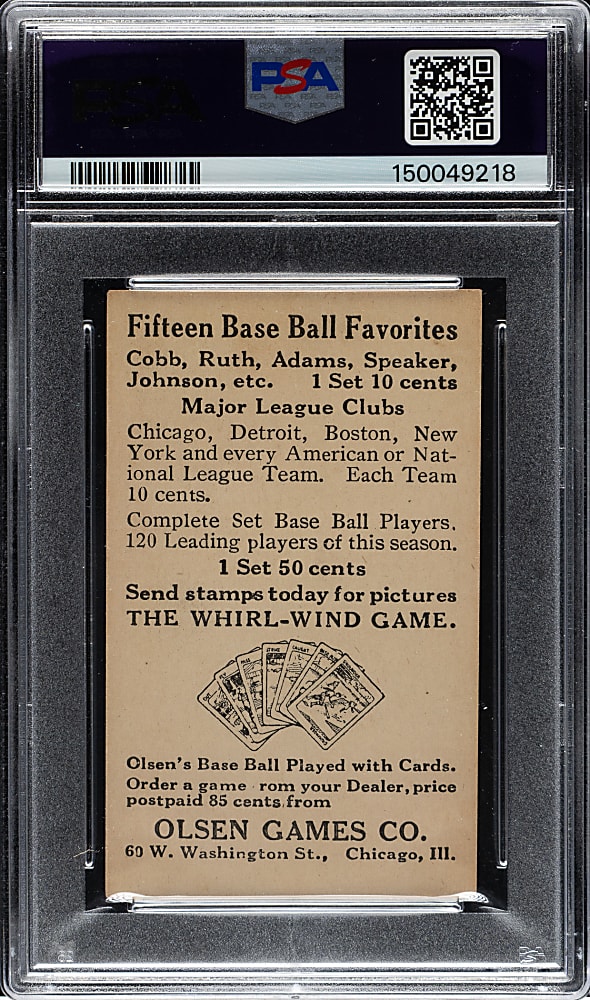 PSA
150049218
Fifteen Base Ball Favorites
Cobb, Ruth, Adams, Speaker,
Johnson, etc. 1 Set 10 cents
Major League Clubs
Chicago, Detroit, Boston, New
York and every American or Nat-
ional League Team. Each Team
10 cents.
Complete Set Base Ball Players.
120 Leading players of this season.
1 Set 50 cents
Send stamps today for pictures
THE WHIRL-WIND GAME.
Olsen's Base Ball Played with Cards.
Order a game rom your Dealer, price
postpaid 85 cents, from
OLSEN GAMES CO.
60 W. Washington St., Chicago, Ill.